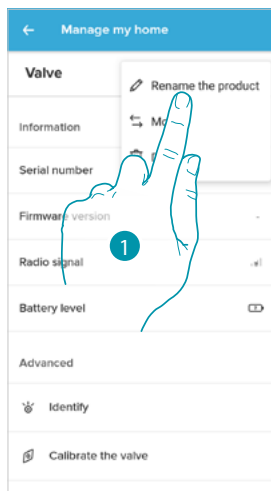 Manage my home
Valve
Rename the product
Information
Serial number
Firmware version
-
Radio signal
Battery level
1
Advanced
Identify
Calibrate the valve